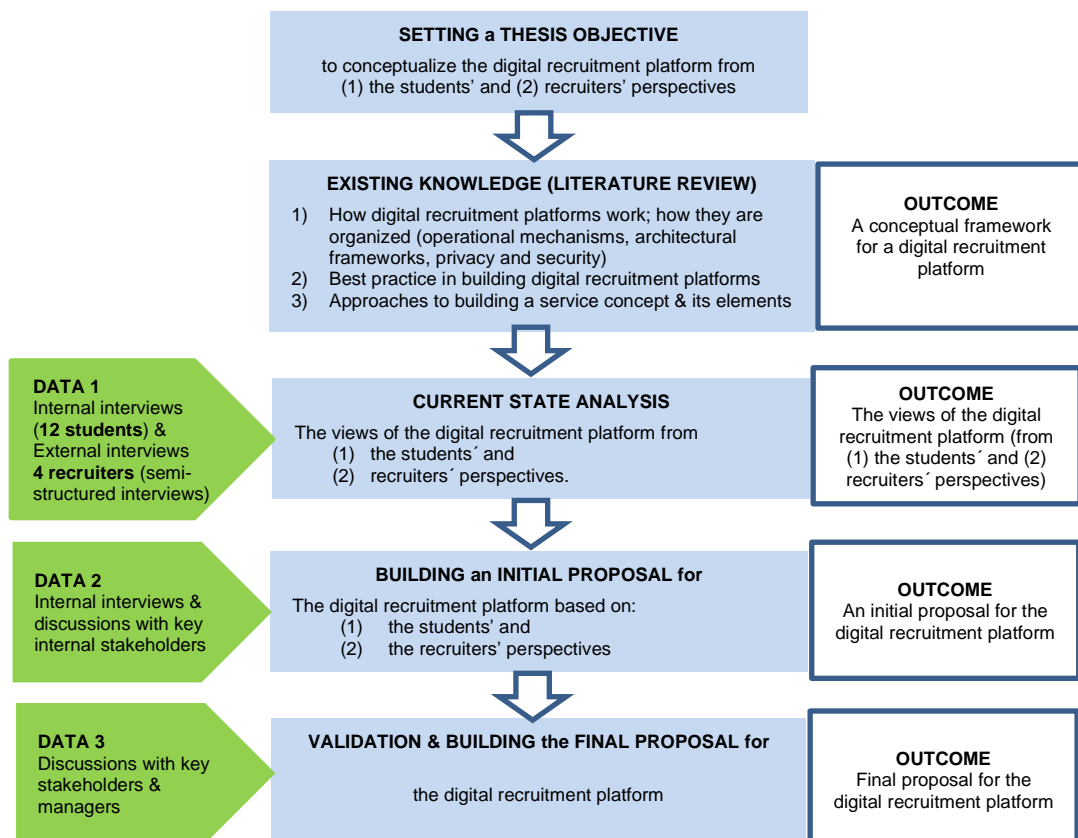 SETTING a THESIS OBJECTIVE
to conceptualize the digital recruitment platform from
(1) the students’ and (2) recruiters’ perspectives
EXISTING KNOWLEDGE (LITERATURE REVIEW)
1) How digital recruitment platforms work; how they are
organized (operational mechanisms, architectural
frameworks, privacy and security)
2) Best practice in building digital recruitment platforms
3) Approaches to building a service concept & its elements
OUTCOME
A conceptual framework
for a digital recruitment
platform
DATA 1
Internal interviews
(12 students) &
External interviews
4 recruiters (semi-
structured interviews)
CURRENT STATE ANALYSIS
The views of the digital recruitment platform from
(1) the students´ and
(2) recruiters´ perspectives.
OUTCOME
The views of the digital
recruitment platform (from
(1) the students´ and (2)
recruiters´ perspectives)
DATA 2
Internal interviews &
discussions with key
internal stakeholders
BUILDING an INITIAL PROPOSAL for
The digital recruitment platform based on:
(1) the students’ and
(2) the recruiters’ perspectives
OUTCOME
An initial proposal for the
digital recruitment platform
DATA 3
Discussions with key
stakeholders &
managers
VALIDATION & BUILDING the FINAL PROPOSAL for
the digital recruitment platform
OUTCOME
Final proposal for the
digital recruitment platform